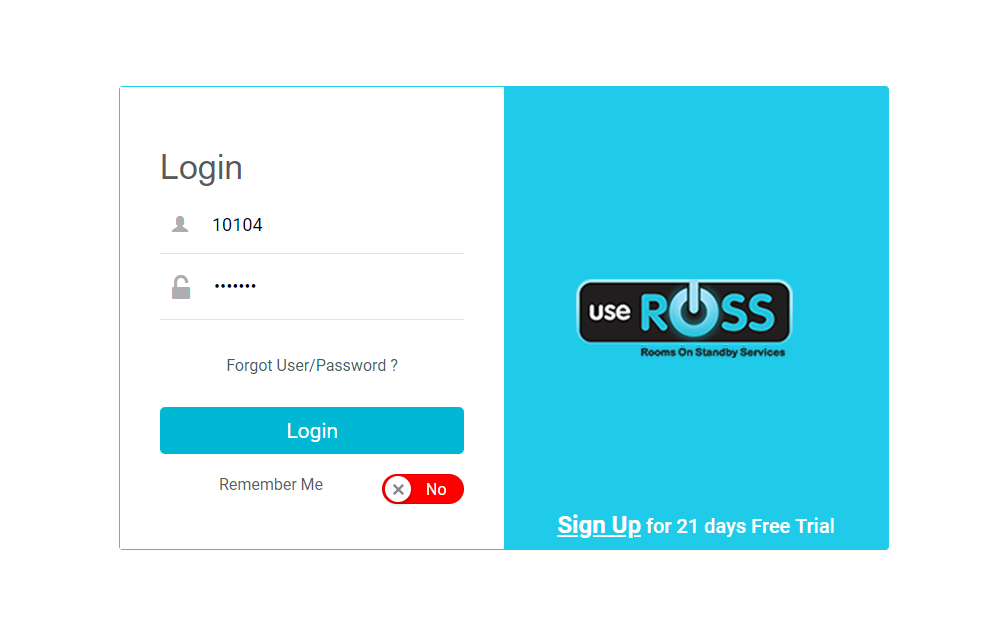 Login
10104
•••••••
Forgot User/Password ?
Login
Remember Me
No
use ROSS
Rooms On Standby Services
Sign Up for 21 days Free Trial